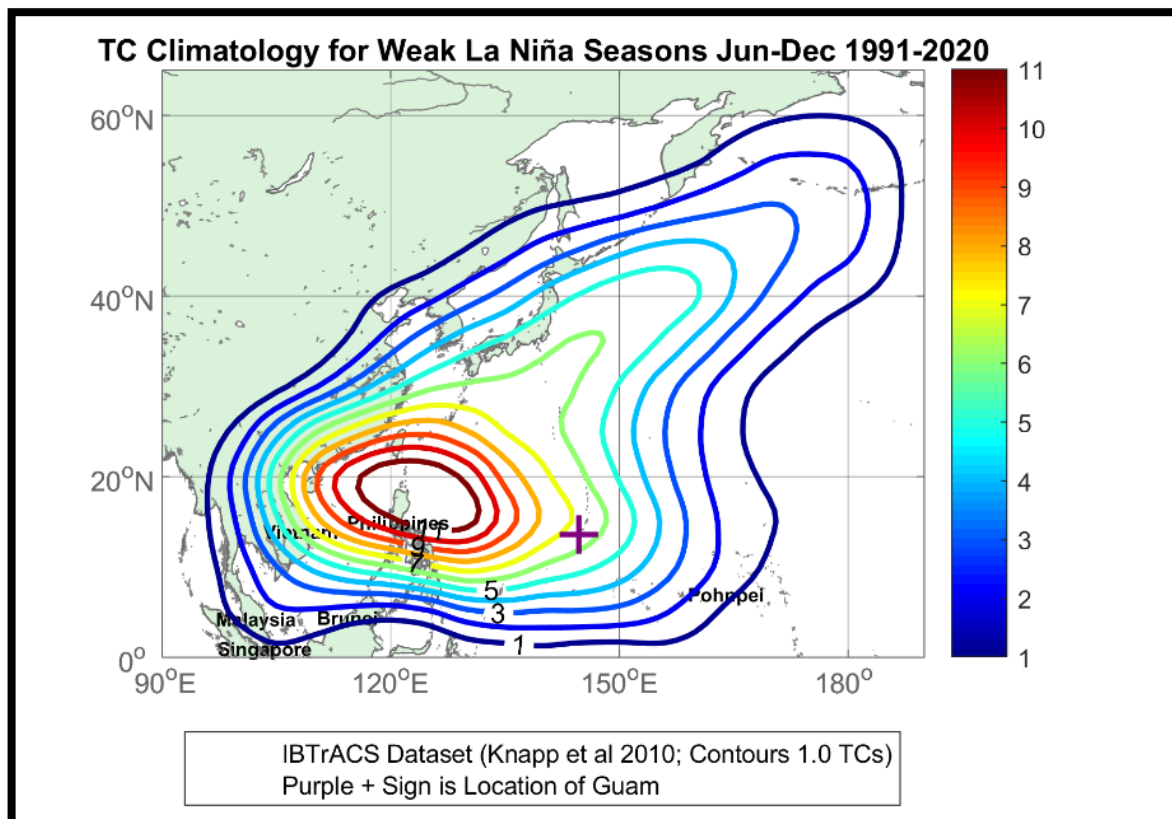 TC Climatology for Weak La Niña Seasons Jun-Dec 1991-2020
11
10
9
8
7
6
5
4
3
2
1
60°N
40°N
20°N
0°
90°E
120°E
150°E
180°
Philippines
Vietnam
11
9
7
5
3
1
Pohnpei
Malaysia
Brunei
Singapore
IBTrACS Dataset (Knapp et al 2010; Contours 1.0 TCs)
Purple + Sign is Location of Guam